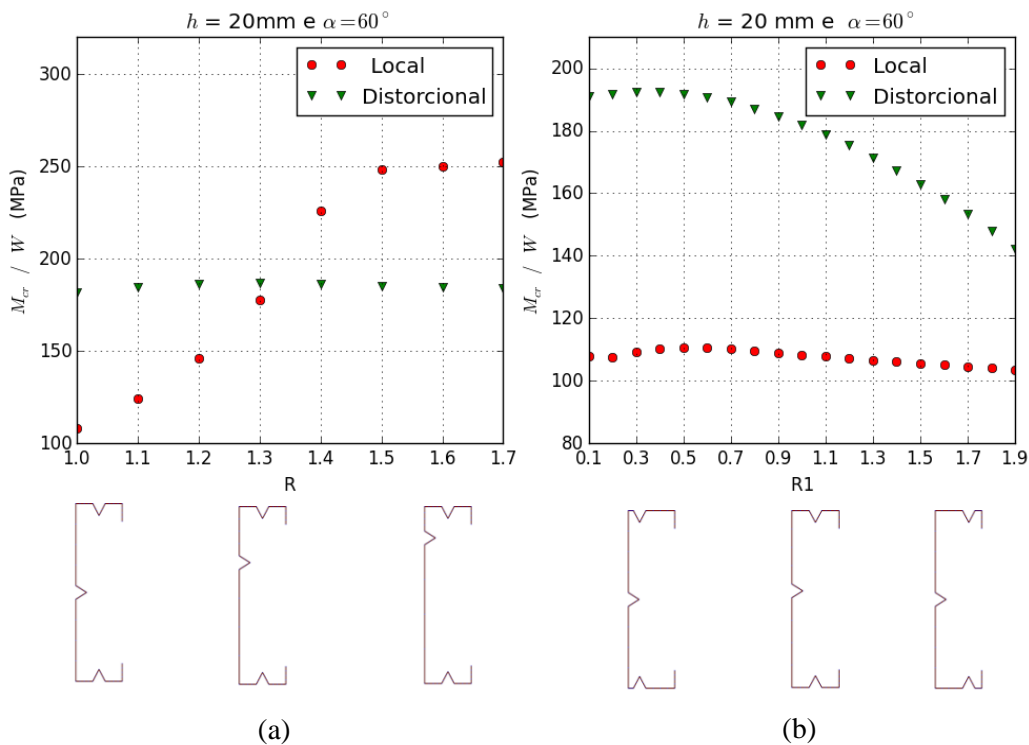 h = 20mm e α=60°
Local
Distorcional
M_cr / W (MPa)
300
250
200
150
100
1.0 1.1 1.2 1.3 1.4 1.5 1.6 1.7
R
(a)
h = 20 mm e α=60°
Local
Distorcional
M_cr / W (MPa)
200
180
160
140
120
100
80
0.1 0.3 0.5 0.7 0.9 1.1 1.3 1.5 1.7 1.9
R1
(b)